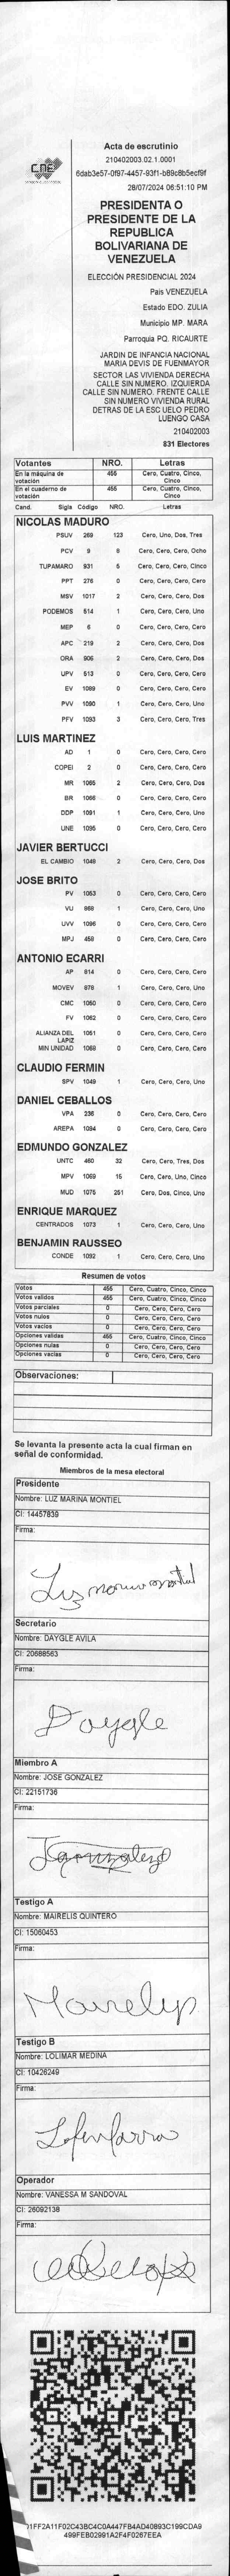 CNE
Acta de escrutinio
210402003.02.1.0001
6dab3e57-0f97-4457-93f1-b89c8b5ecf9f
28/07/2024 06:51:10 PM
PRESIDENTA O
PRESIDENTE DE LA
REPUBLICA
BOLIVARIANA DE
VENEZUELA
ELECCIÓN PRESIDENCIAL 2024
Pais VENEZUELA
Estado EDO. ZULIA
Municipio MP. MARA
Parroquia PQ. RICAURTE
JARDIN DE INFANCIA NACIONAL
MARIA DEVIS DE FUENMAYOR
SECTOR LAS VIVIENDA DERECHA
CALLE SIN NUMERO. IZQUIERDA
CALLE SIN NUMERO. FRENTE CALLE
SIN NUMERO VIVIENDA RURAL
DETRAS DE LA ESC UELO PEDRO
LUENGO CASA
210402003
831 Electores
Votantes NRO. Letras
En la máquina de votación 455 Cero, Cuatro, Cinco, Cinco
En el cuaderno de votación 455 Cero, Cuatro, Cinco, Cinco
Cand. Sigla Código NRO. Letras
NICOLAS MADURO
PSUV 269 123 Cero, Uno, Dos, Tres
PCV 9 8 Cero, Cero, Cero, Ocho
TUPAMARO 931 5 Cero, Cero, Cero, Cinco
PPT 276 0 Cero, Cero, Cero, Cero
MSV 1017 2 Cero, Cero, Cero, Dos
PODEMOS 514 1 Cero, Cero, Cero, Uno
MEP 6 0 Cero, Cero, Cero, Cero
APC 219 2 Cero, Cero, Cero, Dos
ORA 906 2 Cero, Cero, Cero, Dos
UPV 513 0 Cero, Cero, Cero, Cero
EV 1089 0 Cero, Cero, Cero, Cero
PVV 1090 1 Cero, Cero, Cero, Uno
PFV 1093 3 Cero, Cero, Cero, Tres
LUIS MARTINEZ
AD 1 0 Cero, Cero, Cero, Cero
COPEI 2 0 Cero, Cero, Cero, Cero
MR 1065 2 Cero, Cero, Cero, Dos
BR 1066 0 Cero, Cero, Cero, Cero
DDP 1091 1 Cero, Cero, Cero, Uno
UNE 1095 0 Cero, Cero, Cero, Cero
JAVIER BERTUCCI
EL CAMBIO 1048 2 Cero, Cero, Cero, Dos
JOSE BRITO
PV 1053 0 Cero, Cero, Cero, Cero
VU 868 1 Cero, Cero, Cero, Uno
UVV 1096 0 Cero, Cero, Cero, Cero
MPJ 458 0 Cero, Cero, Cero, Cero
ANTONIO ECARRI
AP 814 0 Cero, Cero, Cero, Cero
MOVEV 878 1 Cero, Cero, Cero, Uno
CMC 1050 0 Cero, Cero, Cero, Cero
FV 1062 0 Cero, Cero, Cero, Cero
ALIANZA DEL LAPIZ 1051 0 Cero, Cero, Cero, Cero
MIN UNIDAD 1068 0 Cero, Cero, Cero, Cero
CLAUDIO FERMIN
SPV 1049 1 Cero, Cero, Cero, Uno
DANIEL CEBALLOS
VPA 236 0 Cero, Cero, Cero, Cero
AREPA 1094 0 Cero, Cero, Cero, Cero
EDMUNDO GONZALEZ
UNTC 460 32 Cero, Cero, Tres, Dos
MPV 1069 15 Cero, Cero, Uno, Cinco
MUD 1075 251 Cero, Dos, Cinco, Uno
ENRIQUE MARQUEZ
CENTRADOS 1073 1 Cero, Cero, Cero, Uno
BENJAMIN RAUSSEO
CONDE 1092 1 Cero, Cero, Cero, Uno
Resumen de votos
Votos 455 Cero, Cuatro, Cinco, Cinco
Votos validos 455 Cero, Cuatro, Cinco, Cinco
Votos parciales 0 Cero, Cero, Cero, Cero
Votos nulos 0 Cero, Cero, Cero, Cero
Votos vacios 0 Cero, Cero, Cero, Cero
Opciones validas 455 Cero, Cuatro, Cinco, Cinco
Opciones nulas 0 Cero, Cero, Cero, Cero
Opciones vacias 0 Cero, Cero, Cero, Cero
Observaciones:
Se levanta la presente acta la cual firman en
señal de conformidad.
Miembros de la mesa electoral
Presidente
Nombre: LUZ MARINA MONTIEL
CI: 14457839
Firma:
Secretario
Nombre: DAYGLE AVILA
CI: 20688563
Firma:
Daygle
Miembro A
Nombre: JOSE GONZALEZ
CI: 22151736
Firma:
Testigo A
Nombre: MAIRELIS QUINTERO
CI: 15060453
Firma:
Testigo B
Nombre: LOLIMAR MEDINA
CI: 10426249
Firma:
Operador
Nombre: VANESSA M SANDOVAL
CI: 26092138
Firma:
01FF2A11F02C43BC4C0A447FB4AD40893C199CDA9
499FEB02991A2F4F0267EEA